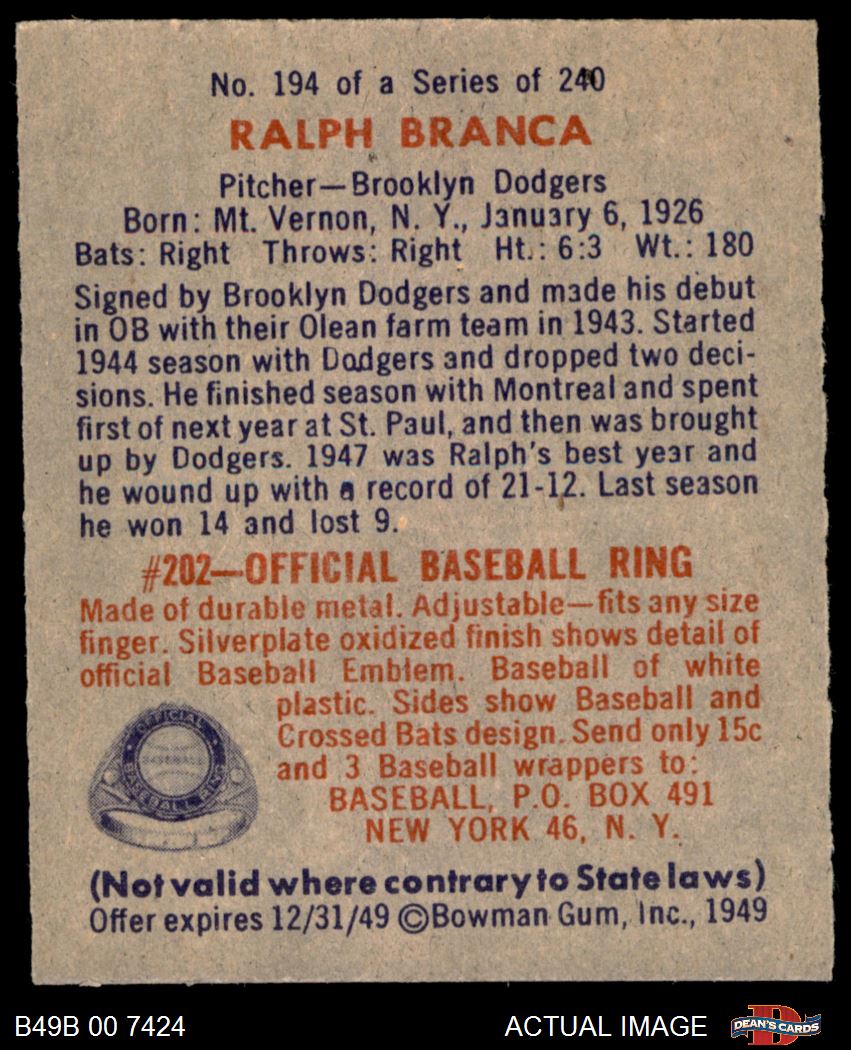 No. 194 of a Series of 240
RALPH BRANCA
Pitcher—Brooklyn Dodgers
Born: Mt. Vernon, N. Y., January 6, 1926
Bats: Right Throws: Right Ht.: 6:3 Wt.: 180
Signed by Brooklyn Dodgers and made his debut
in OB with their Olean farm team in 1943. Started
1944 season with Dodgers and dropped two deci-
sions. He finished season with Montreal and spent
first of next year at St. Paul, and then was brought
up by Dodgers. 1947 was Ralph's best year and
he wound up with a record of 21-12. Last season
he won 14 and lost 9.
#202—OFFICIAL BASEBALL RING
Made of durable metal. Adjustable—fits any size
finger. Silverplate oxidized finish shows detail of
official Baseball Emblem. Baseball of white
plastic. Sides show Baseball and
Crossed Bats design. Send only 15c
and 3 Baseball wrappers to:
BASEBALL, P.O. BOX 491
NEW YORK 46, N. Y.
OFFICIAL
BASEBALL
BASEBALL RING
(Not valid where contrary to State laws)
Offer expires 12/31/49 ©Bowman Gum, Inc., 1949
B49B 00 7424
ACTUAL IMAGE
D
DEAN'S CARDS